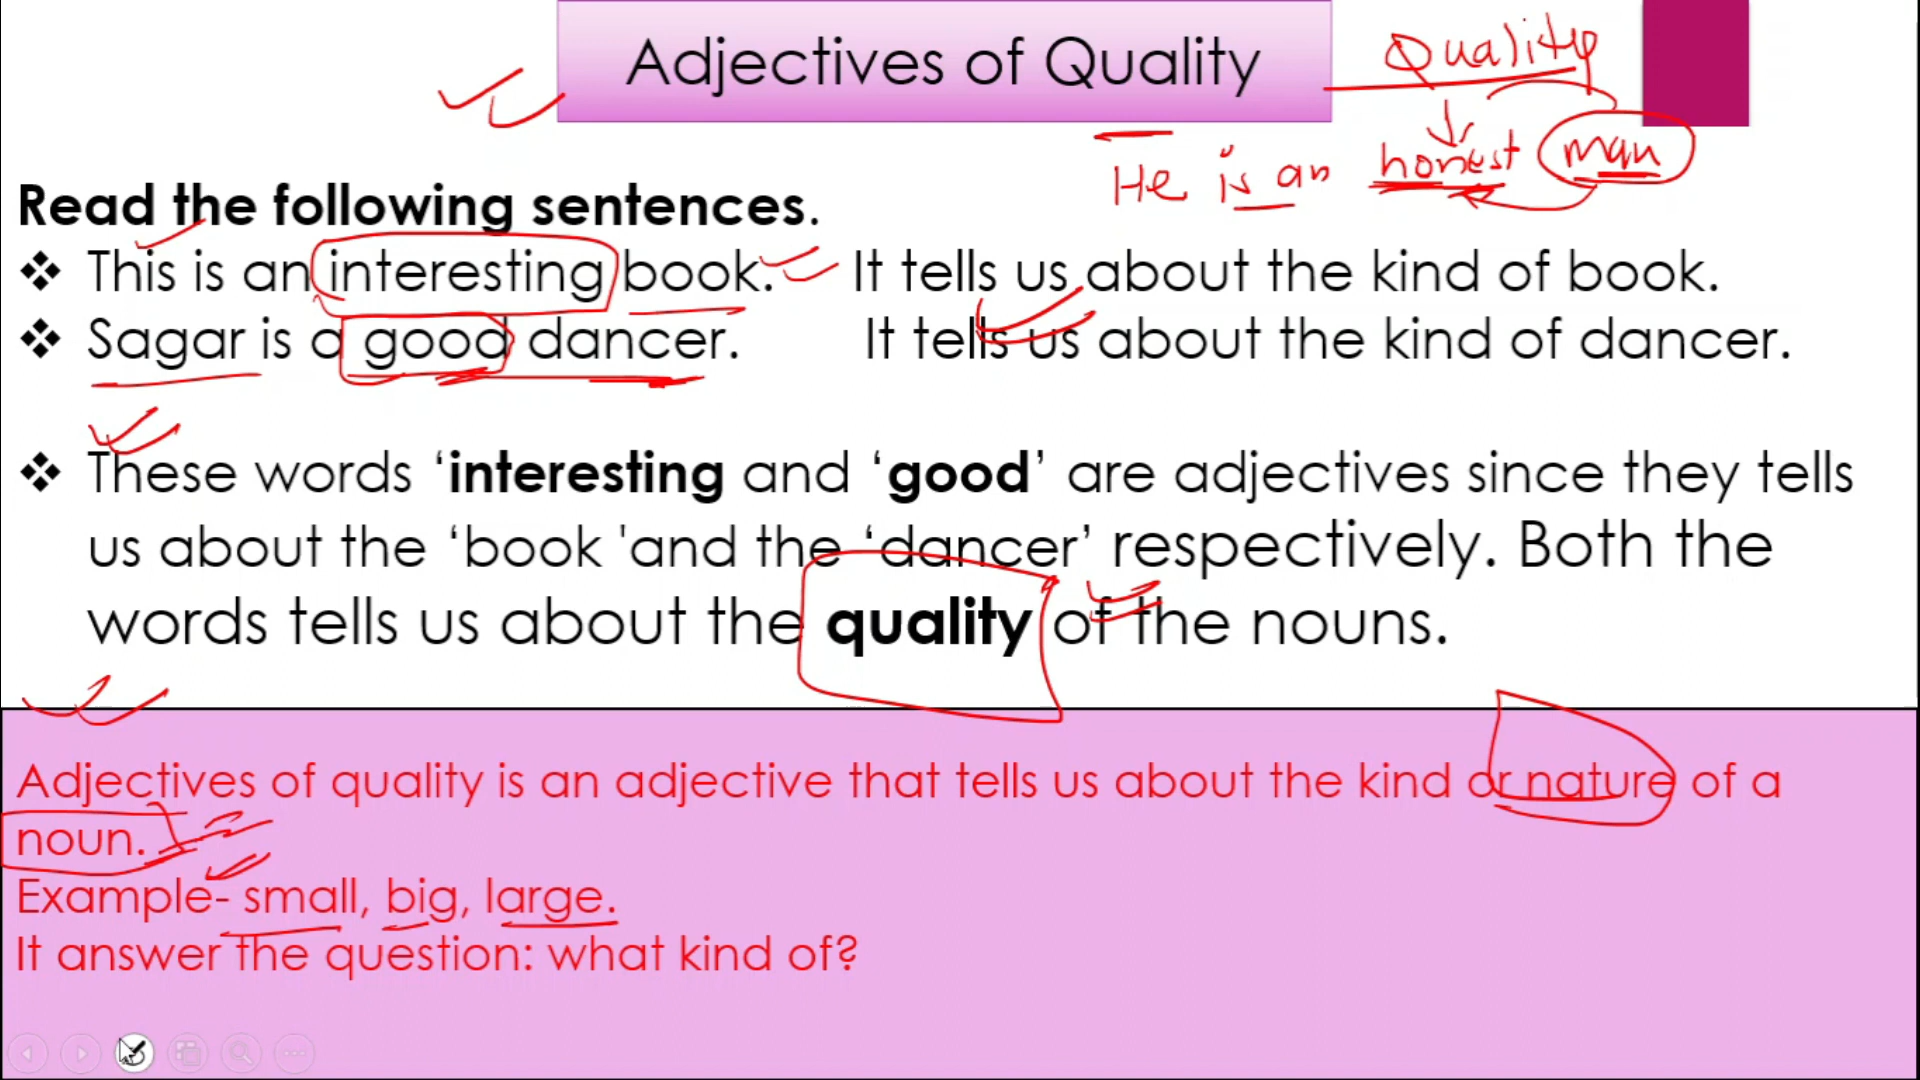 Adjectives of Quality
Quality
He is an honest man
Read the following sentences.
❖ This is an interesting book. It tells us about the kind of book.
❖ Sagar is a good dancer. It tells us about the kind of dancer.
❖ These words ‘interesting and ‘good’ are adjectives since they tells
us about the ‘book 'and the ‘dancer’ respectively. Both the
words tells us about the quality of the nouns.
Adjectives of quality is an adjective that tells us about the kind or nature of a
noun.
Example- small, big, large.
It answer the question: what kind of?